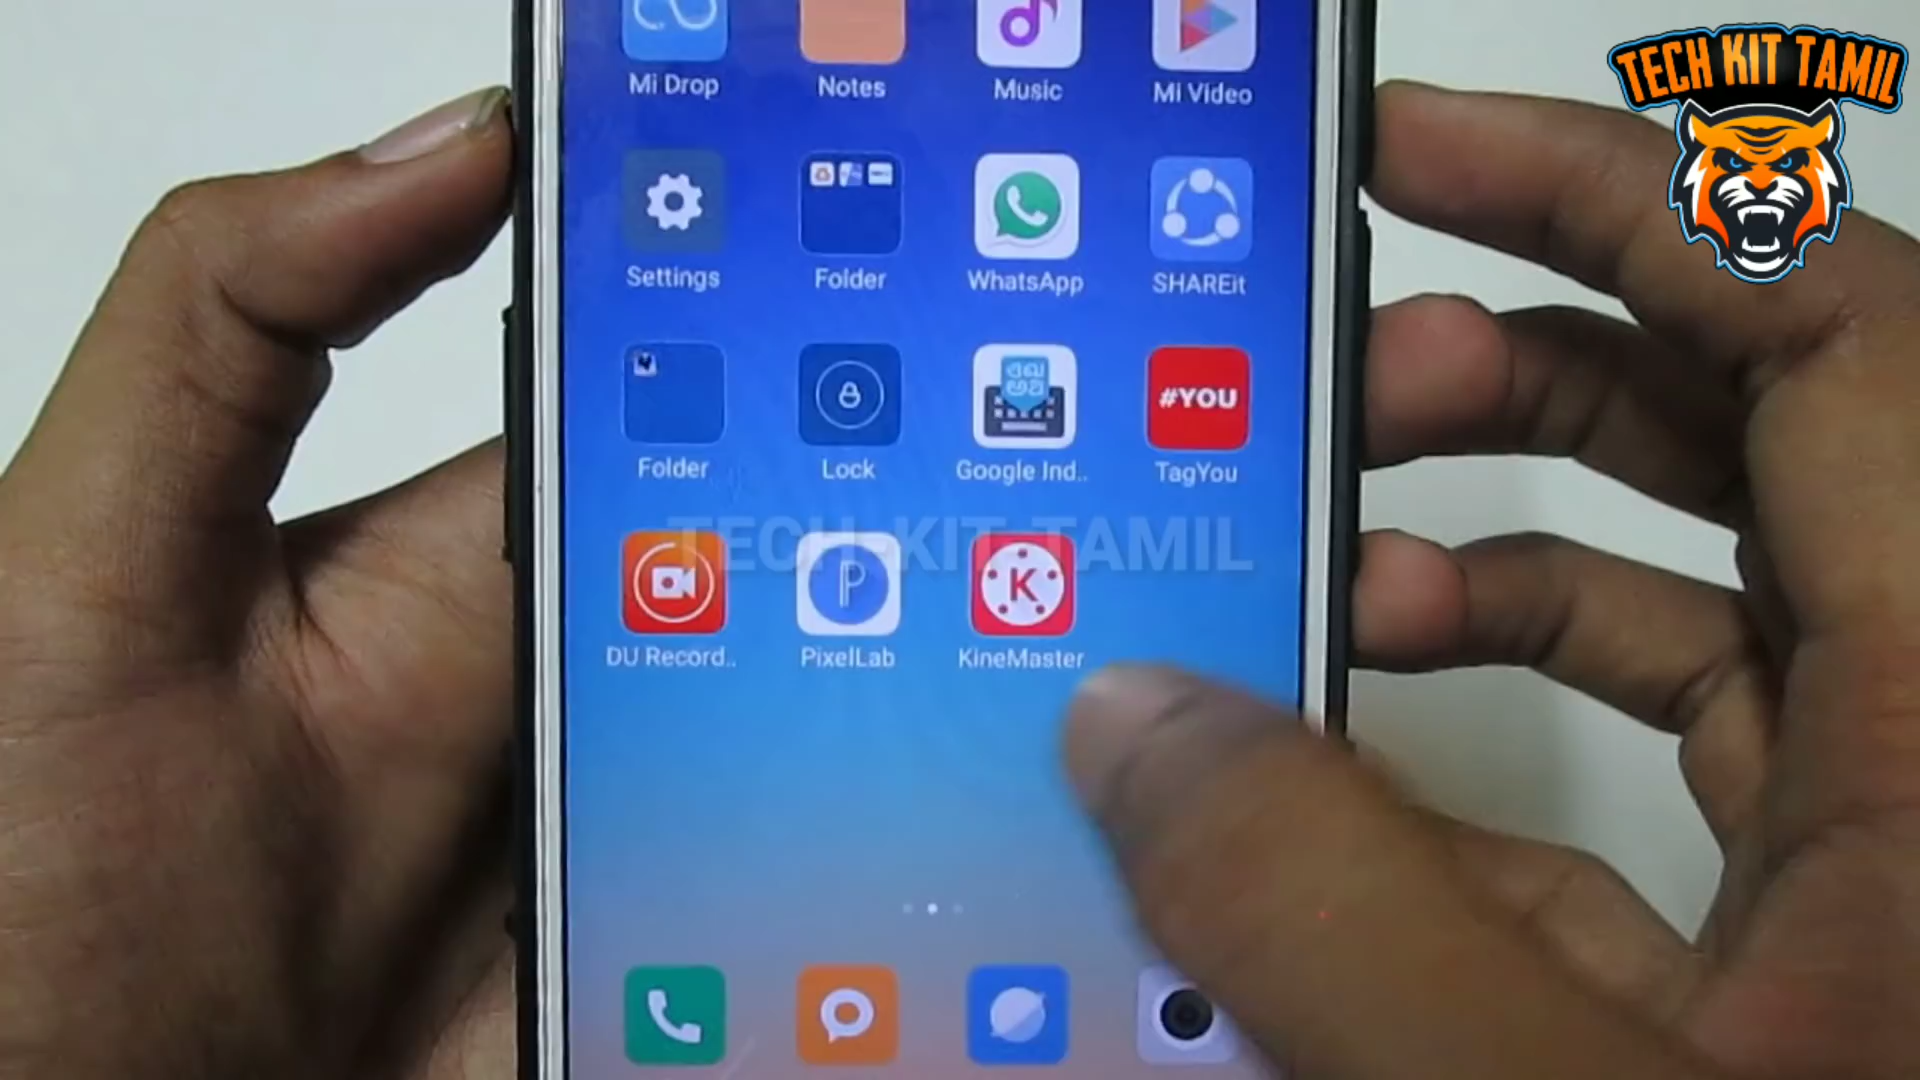 TECH KIT TAMIL
Mi Drop Notes Music Mi Video
Settings Folder WhatsApp SHAREit
#YOU
Folder Lock Google Ind.. TagYou
TECH-KIT-TAMIL
P K
DU Record.. PixelLab KineMaster